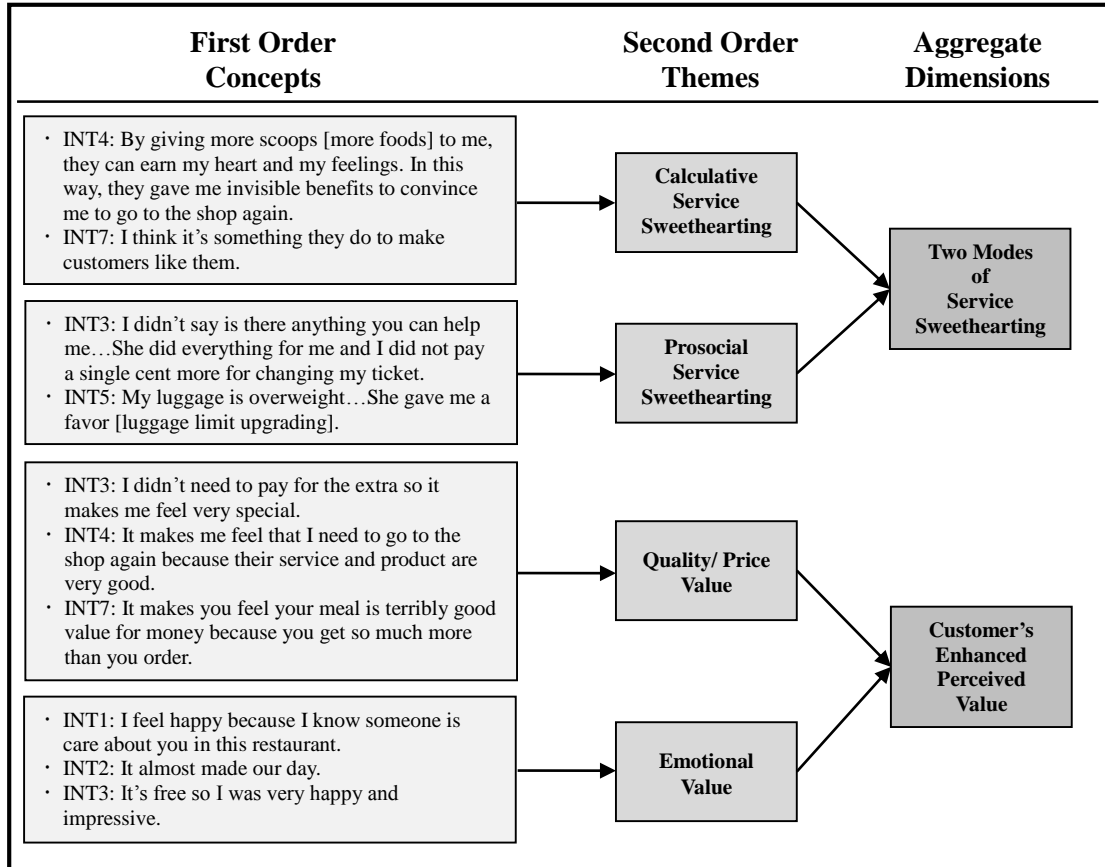 First Order
Concepts
Second Order
Themes
Aggregate
Dimensions
· INT4: By giving more scoops [more foods] to me,
they can earn my heart and my feelings. In this
way, they gave me invisible benefits to convince
me to go to the shop again.
· INT7: I think it's something they do to make
customers like them.
Calculative
Service
Sweethearting
· INT3: I didn't say is there anything you can help
me…She did everything for me and I did not pay
a single cent more for changing my ticket.
· INT5: My luggage is overweight…She gave me a
favor [luggage limit upgrading].
Prosocial
Service
Sweethearting
Two Modes
of
Service
Sweethearting
· INT3: I didn't need to pay for the extra so it
makes me feel very special.
· INT4: It makes me feel that I need to go to the
shop again because their service and product are
very good.
· INT7: It makes you feel your meal is terribly good
value for money because you get so much more
than you order.
Quality/ Price
Value
· INT1: I feel happy because I know someone is
care about you in this restaurant.
· INT2: It almost made our day.
· INT3: It's free so I was very happy and
impressive.
Emotional
Value
Customer's
Enhanced
Perceived
Value